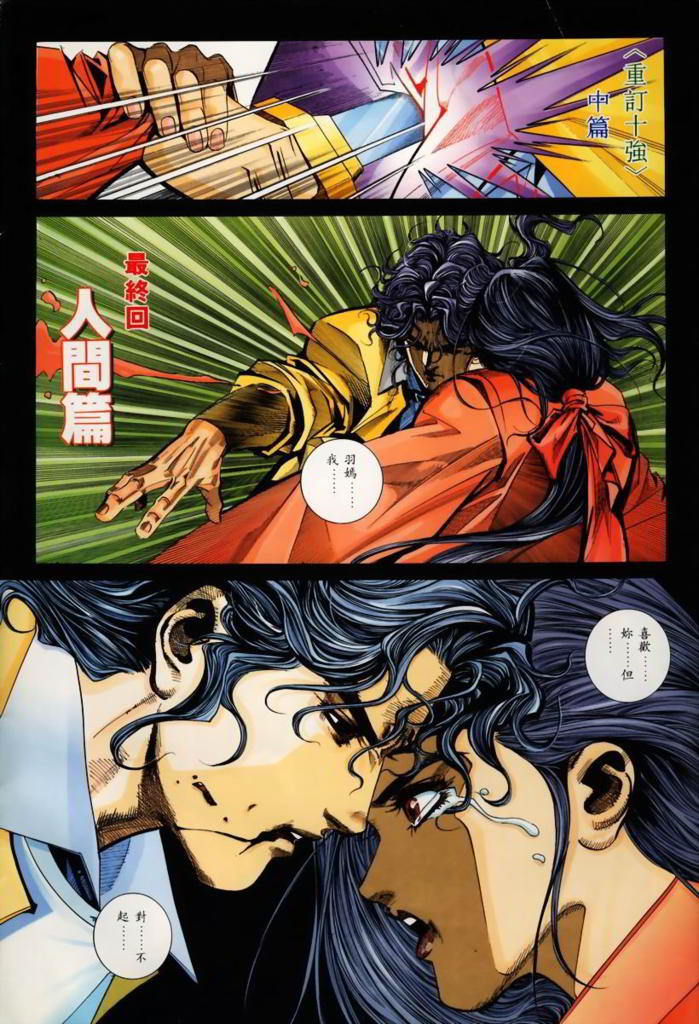 《重訂十強》
中篇
最終回
人間篇
羽嫣……
我……
喜歡……
妳……但
對……不
起……